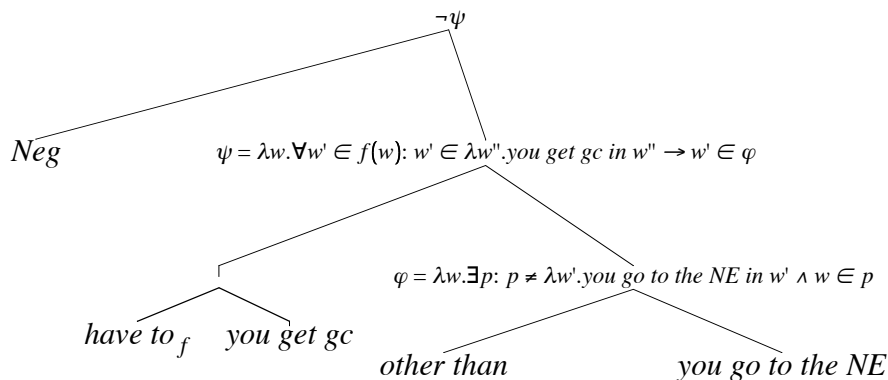 ¬ψ
Neg
ψ = λw.∀w' ∈ f(w): w' ∈ λw".you get gc in w" → w' ∈ φ
φ = λw.∃p: p ≠ λw'.you go to the NE in w' ∧ w ∈ p
have to f you get gc
other than you go to the NE